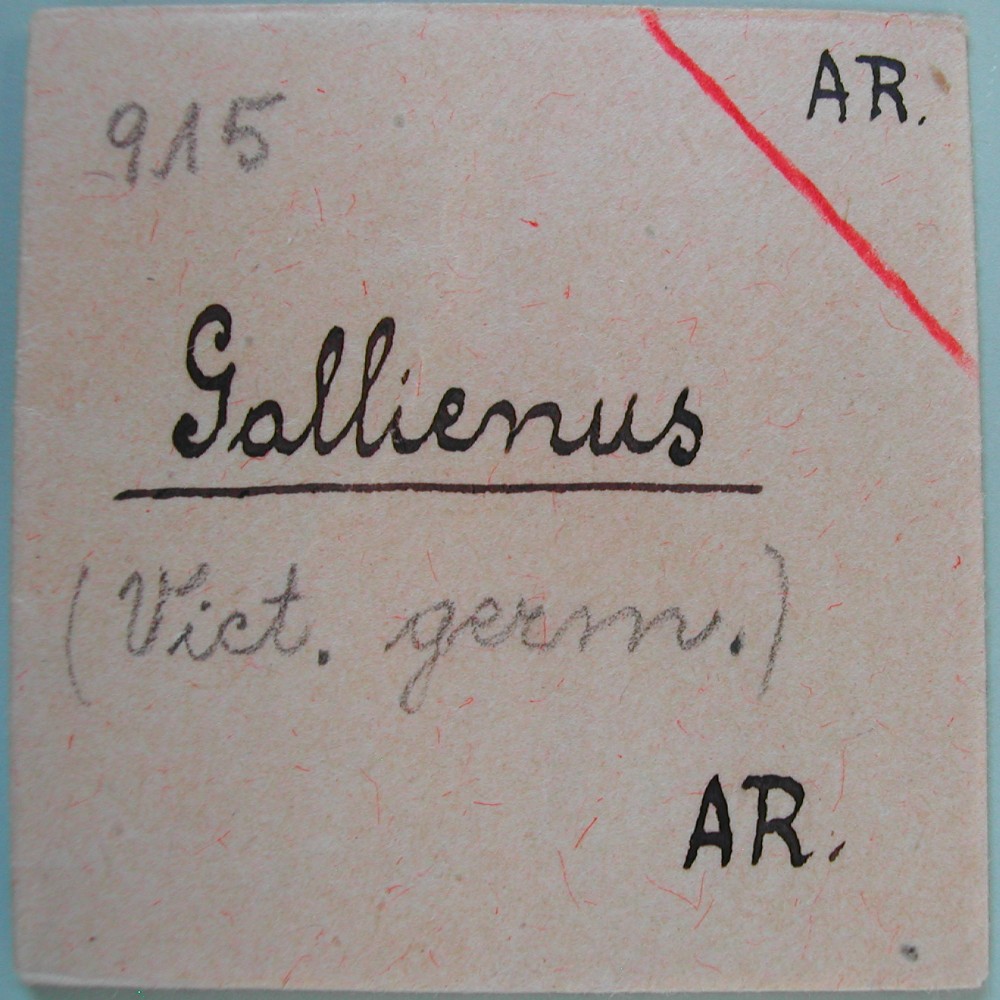 AR.
915
Gallienus
(Vict. germ.)
AR.